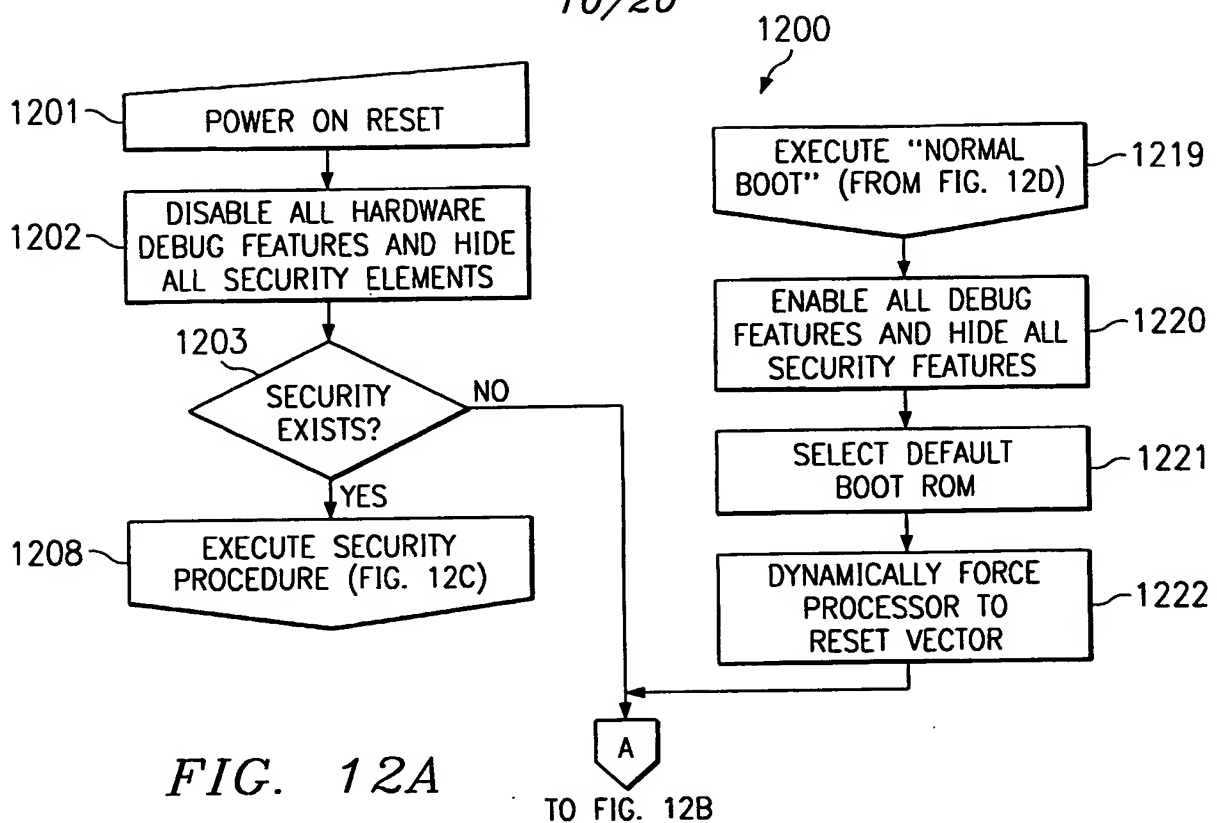 10/20
1200
1201
POWER ON RESET
1202
DISABLE ALL HARDWARE
DEBUG FEATURES AND HIDE
ALL SECURITY ELEMENTS
1203
SECURITY
EXISTS?
NO
YES
1208
EXECUTE SECURITY
PROCEDURE (FIG. 12C)
EXECUTE "NORMAL
BOOT" (FROM FIG. 12D)
1219
ENABLE ALL DEBUG
FEATURES AND HIDE ALL
SECURITY FEATURES
1220
SELECT DEFAULT
BOOT ROM
1221
DYNAMICALLY FORCE
PROCESSOR TO
RESET VECTOR
1222
A
TO FIG. 12B
FIG. 12A